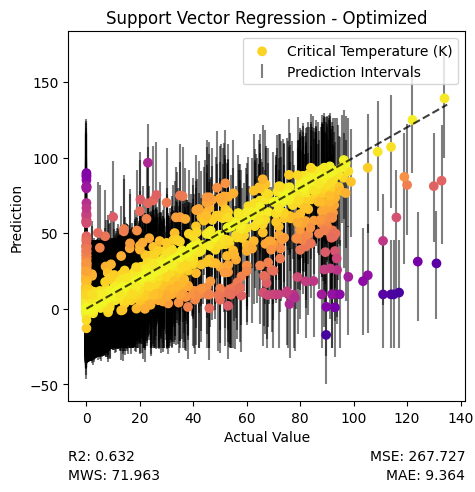 Support Vector Regression - Optimized
Critical Temperature (K)
Prediction Intervals
150
100
50
0
−50
Prediction
0
20
40
60
80
100
120
140
Actual Value
R2: 0.632
MSE: 267.727
MWS: 71.963
MAE: 9.364